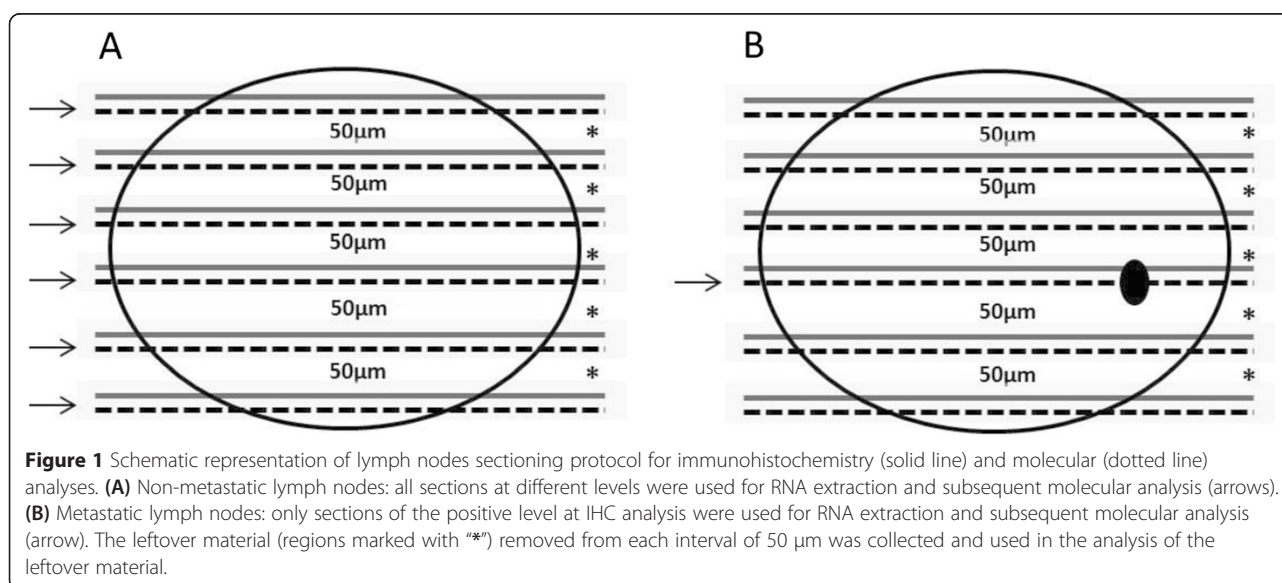 A
B
50μm *
50μm *
50μm *
50μm *
50μm *
50μm *
50μm *
50μm *
50μm *
50μm *
Figure 1 Schematic representation of lymph nodes sectioning protocol for immunohistochemistry (solid line) and molecular (dotted line)
analyses. (A) Non-metastatic lymph nodes: all sections at different levels were used for RNA extraction and subsequent molecular analysis (arrows).
(B) Metastatic lymph nodes: only sections of the positive level at IHC analysis were used for RNA extraction and subsequent molecular analysis
(arrow). The leftover material (regions marked with "*") removed from each interval of 50 μm was collected and used in the analysis of the
leftover material.